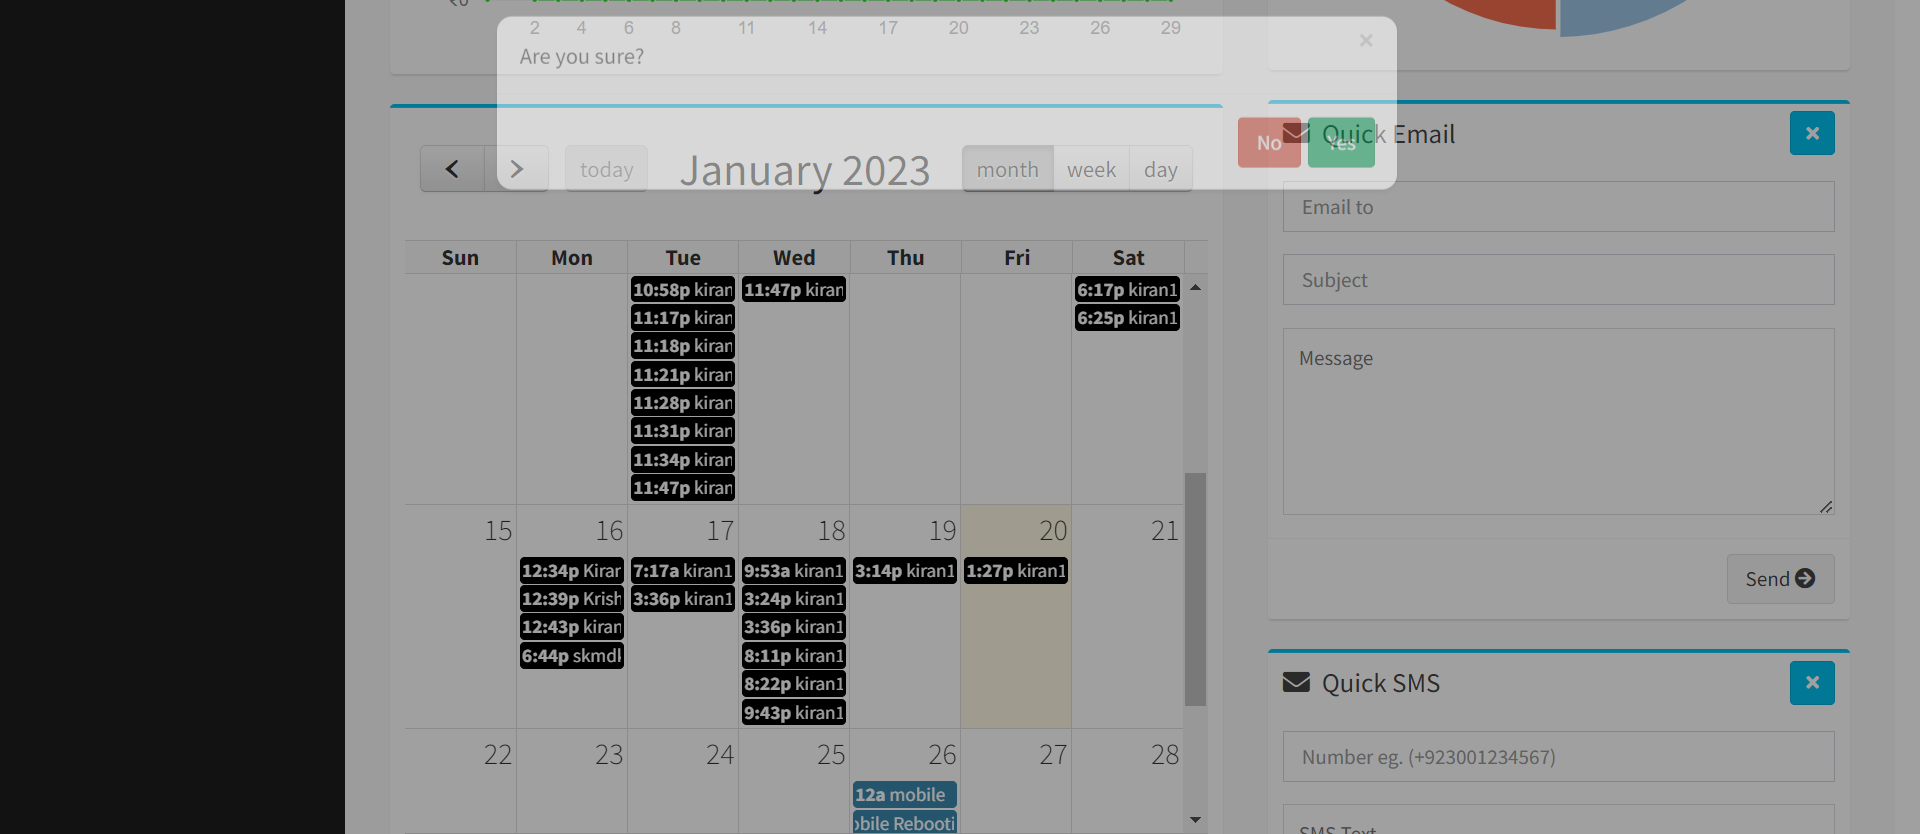 ₹0
2 4 6 8 11 14 17 20 23 26 29
Are you sure?
×
No Yes
Quick Email
today
January 2023
month week day
Email to
Subject
Message
Send
Sun Mon Tue Wed Thu Fri Sat
10:58p kiran
11:47p kiran
6:17p kiran1
11:17p kiran
6:25p kiran1
11:18p kiran
11:21p kiran
11:28p kiran
11:31p kiran
11:34p kiran
11:47p kiran
15 16 17 18 19 20 21
12:34p Kiran
7:17a kiran1
9:53a kiran1
3:14p kiran1
1:27p kiran1
12:39p Krish
3:36p kiran1
3:24p kiran1
12:43p kiran
3:36p kiran1
6:44p skmd
8:11p kiran1
8:22p kiran1
9:43p kiran1
22 23 24 25 26 27 28
12a mobile
bile Rebooti
Quick SMS
Number eg. (+923001234567)
SMS Text